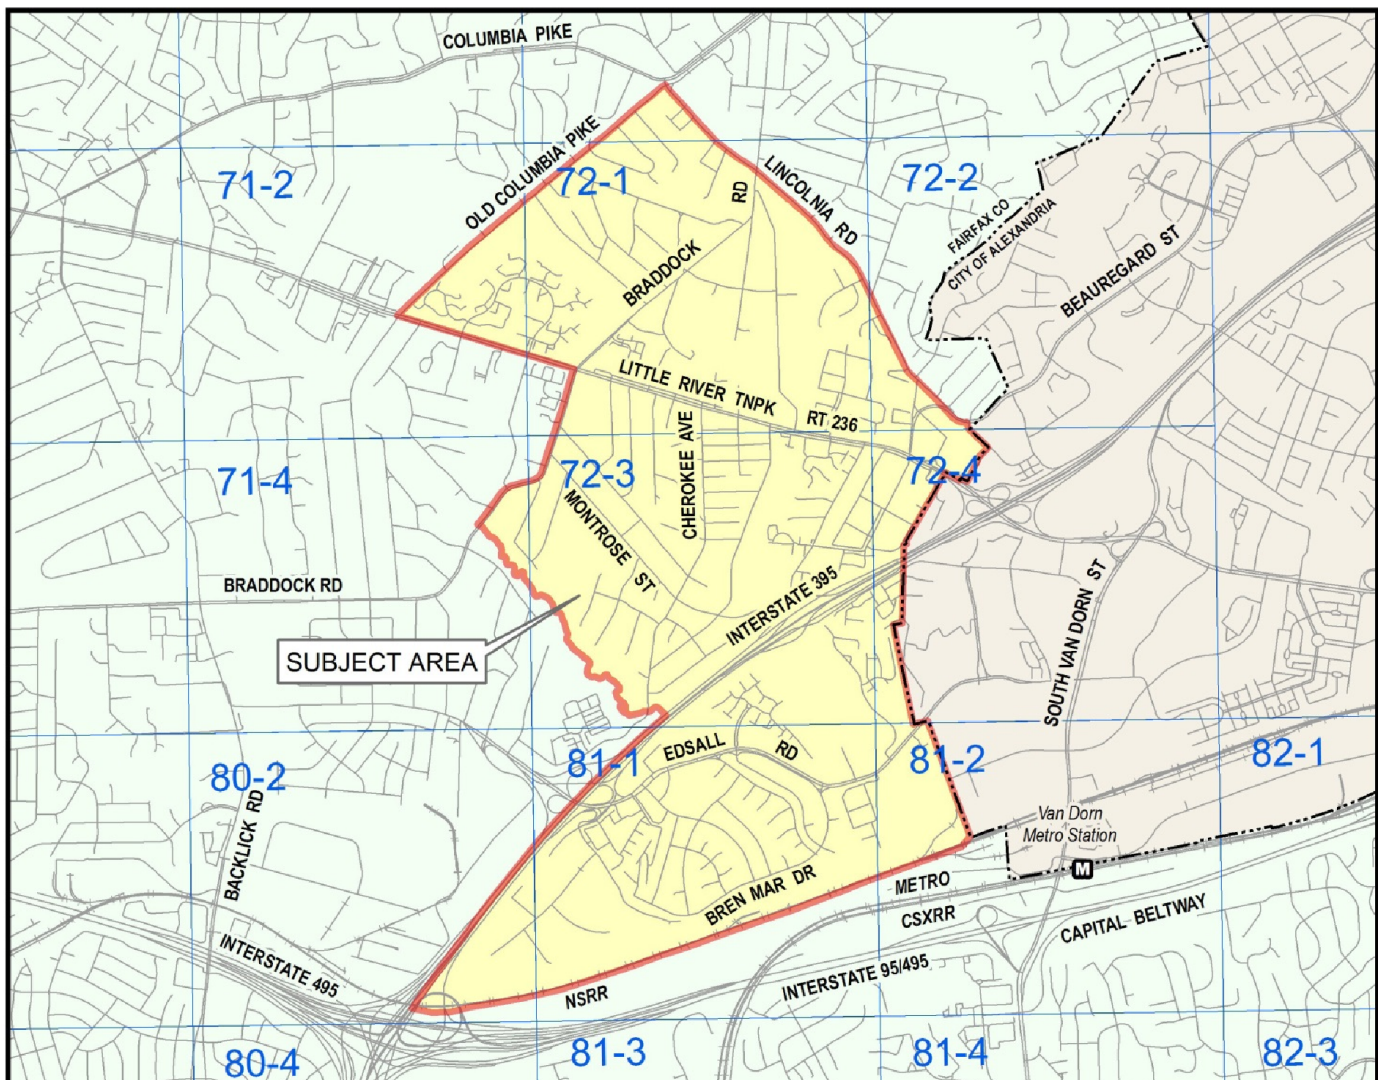 COLUMBIA PIKE
OLD COLUMBIA PIKE
71-2
72-1
RD
LINCOLNIA RD
72-2
FAIRFAX CO
CITY OF ALEXANDRIA
BEAUREGARD ST
BRADDOCK
LITTLE RIVER TNPK
RT 236
71-4
72-3
CHEROKEE AVE
72-4
MONTROSE ST
BRADDOCK RD
INTERSTATE 395
SUBJECT AREA
SOUTH VAN DORN ST
EDSALL
RD
80-2
81-1
81-2
82-1
BACKLICK RD
Van Dorn
Metro Station
M
BREN MAR DR
METRO
CSXRR
CAPITAL BELTWAY
INTERSTATE 495
NSRR
INTERSTATE 95/495
80-4
81-3
81-4
82-3